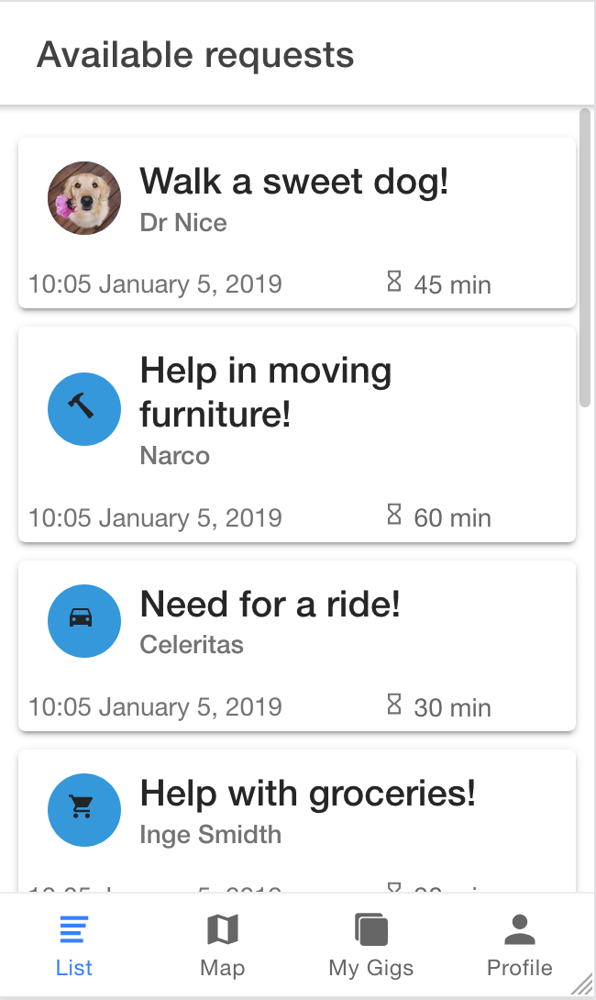 Available requests
Walk a sweet dog!
Dr Nice
10:05 January 5, 2019
45 min
Help in moving
furniture!
Narco
10:05 January 5, 2019
60 min
Need for a ride!
Celeritas
10:05 January 5, 2019
30 min
Help with groceries!
Inge Smidth
List
Map
My Gigs
Profile